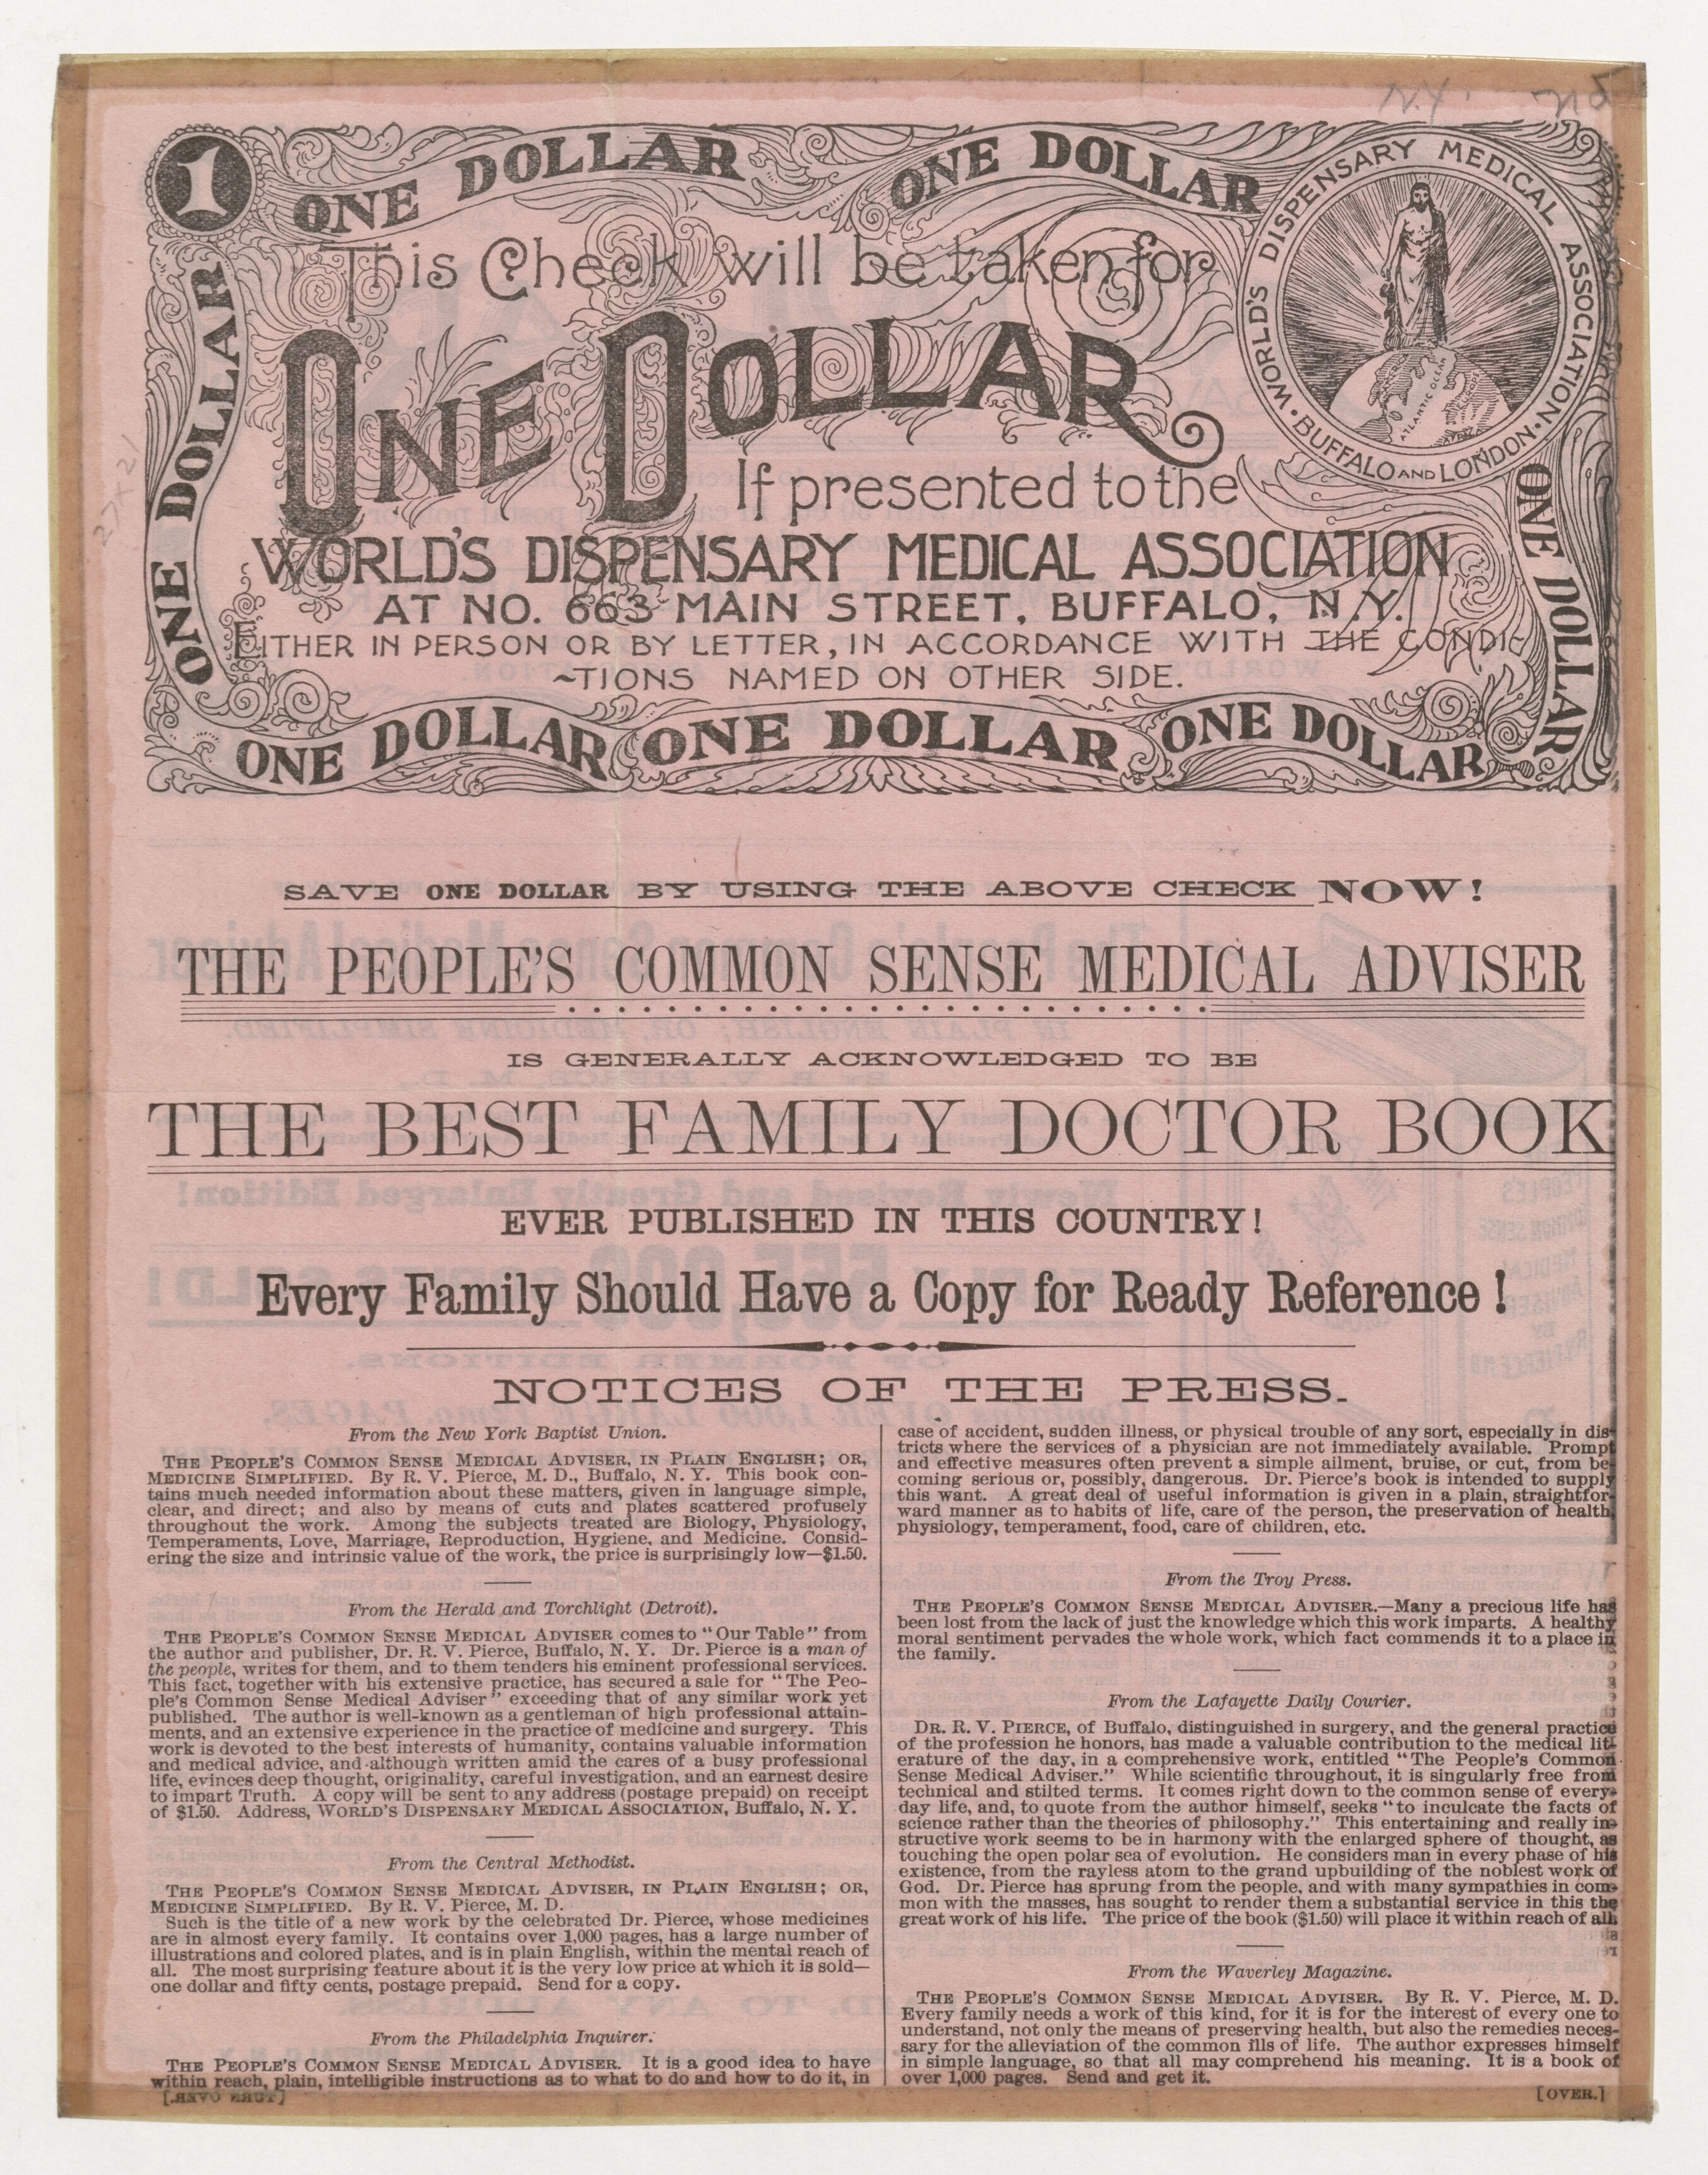 N.Y.
1
ONE DOLLAR ONE DOLLAR
WORLD'S DISPENSARY MEDICAL ASSOCIATION · N.Y. · BUFFALO AND LONDON ·
ATLANTIC OCEAN
EUROPE
AFRICA
ONE DOLLAR
This Check will be taken for
ONE DOLLAR
If presented to the
WORLD'S DISPENSARY MEDICAL ASSOCIATION
AT NO. 663 MAIN STREET, BUFFALO, N.Y.
EITHER IN PERSON OR BY LETTER, IN ACCORDANCE WITH THE CONDI-
~TIONS NAMED ON OTHER SIDE.
ONE DOLLAR
ONE DOLLAR ONE DOLLAR ONE DOLLAR
27 x 21
SAVE ONE DOLLAR BY USING THE ABOVE CHECK NOW!
THE PEOPLE'S COMMON SENSE MEDICAL ADVISER
IS GENERALLY ACKNOWLEDGED TO BE
THE BEST FAMILY DOCTOR BOOK
EVER PUBLISHED IN THIS COUNTRY!
Every Family Should Have a Copy for Ready Reference!
NOTICES OF THE PRESS.
From the New York Baptist Union.
THE PEOPLE'S COMMON SENSE MEDICAL ADVISER, IN PLAIN ENGLISH; OR,
MEDICINE SIMPLIFIED. By R. V. Pierce, M. D., Buffalo, N. Y. This book con-
tains much needed information about these matters, given in language simple,
clear, and direct; and also by means of cuts and plates scattered profusely
throughout the work. Among the subjects treated are Biology, Physiology,
Temperaments, Love, Marriage, Reproduction, Hygiene, and Medicine. Consid-
ering the size and intrinsic value of the work, the price is surprisingly low—$1.50.
From the Herald and Torchlight (Detroit).
THE PEOPLE'S COMMON SENSE MEDICAL ADVISER comes to "Our Table" from
the author and publisher, Dr. R. V. Pierce, Buffalo, N. Y. Dr. Pierce is a man of
the people, writes for them, and to them tenders his eminent professional services.
This fact, together with his extensive practice, has secured a sale for "The Peo-
ple's Common Sense Medical Adviser" exceeding that of any similar work yet
published. The author is well-known as a gentleman of high professional attain-
ments, and an extensive experience in the practice of medicine and surgery. This
work is devoted to the best interests of humanity, contains valuable information
and medical advice, and although written amid the cares of a busy professional
life, evinces deep thought, originality, careful investigation, and an earnest desire
to impart Truth. A copy will be sent to any address (postage prepaid) on receipt
of $1.50. Address, WORLD'S DISPENSARY MEDICAL ASSOCIATION, Buffalo, N. Y.
From the Central Methodist.
THE PEOPLE'S COMMON SENSE MEDICAL ADVISER, IN PLAIN ENGLISH; OR,
MEDICINE SIMPLIFIED. By R. V. Pierce, M. D.
Such is the title of a new work by the celebrated Dr. Pierce, whose medicines
are in almost every family. It contains over 1,000 pages, has a large number of
illustrations and colored plates, and is in plain English, within the mental reach of
all. The most surprising feature about it is the very low price at which it is sold—
one dollar and fifty cents, postage prepaid. Send for a copy.
From the Philadelphia Inquirer.
THE PEOPLE'S COMMON SENSE MEDICAL ADVISER. It is a good idea to have
within reach, plain, intelligible instructions as to what to do and how to do it, in
case of accident, sudden illness, or physical trouble of any sort, especially in dis-
tricts where the services of a physician are not immediately available. Prompt
and effective measures often prevent a simple ailment, bruise, or cut, from be-
coming serious or, possibly, dangerous. Dr. Pierce's book is intended to supply
this want. A great deal of useful information is given in a plain, straightfor-
ward manner as to habits of life, care of the person, the preservation of health,
physiology, temperament, food, care of children, etc.
From the Troy Press.
THE PEOPLE'S COMMON SENSE MEDICAL ADVISER.—Many a precious life has
been lost from the lack of just the knowledge which this work imparts. A healthy
moral sentiment pervades the whole work, which fact commends it to a place in
the family.
From the Lafayette Daily Courier.
DR. R. V. PIERCE, of Buffalo, distinguished in surgery, and the general practice
of the profession he honors, has made a valuable contribution to the medical lit-
erature of the day, in a comprehensive work, entitled "The People's Common
Sense Medical Adviser." While scientific throughout, it is singularly free from
technical and stilted terms. It comes right down to the common sense of every-
day life, and, to quote from the author himself, seeks "to inculcate the facts of
science rather than the theories of philosophy." This entertaining and really in-
structive work seems to be in harmony with the enlarged sphere of thought, as
touching the open polar sea of evolution. He considers man in every phase of his
existence, from the rayless atom to the grand upbuilding of the noblest work of
God. Dr. Pierce has sprung from the people, and with many sympathies in com-
mon with the masses, has sought to render them a substantial service in this the
great work of his life. The price of the book ($1.50) will place it within reach of all.
From the Waverley Magazine.
THE PEOPLE'S COMMON SENSE MEDICAL ADVISER. By R. V. Pierce, M. D.
Every family needs a work of this kind, for it is for the interest of every one to
understand, not only the means of preserving health, but also the remedies neces-
sary for the alleviation of the common ills of life. The author expresses himself
in simple language, so that all may comprehend his meaning. It is a book of
over 1,000 pages. Send and get it.
[TURN OVER.]
[OVER.]